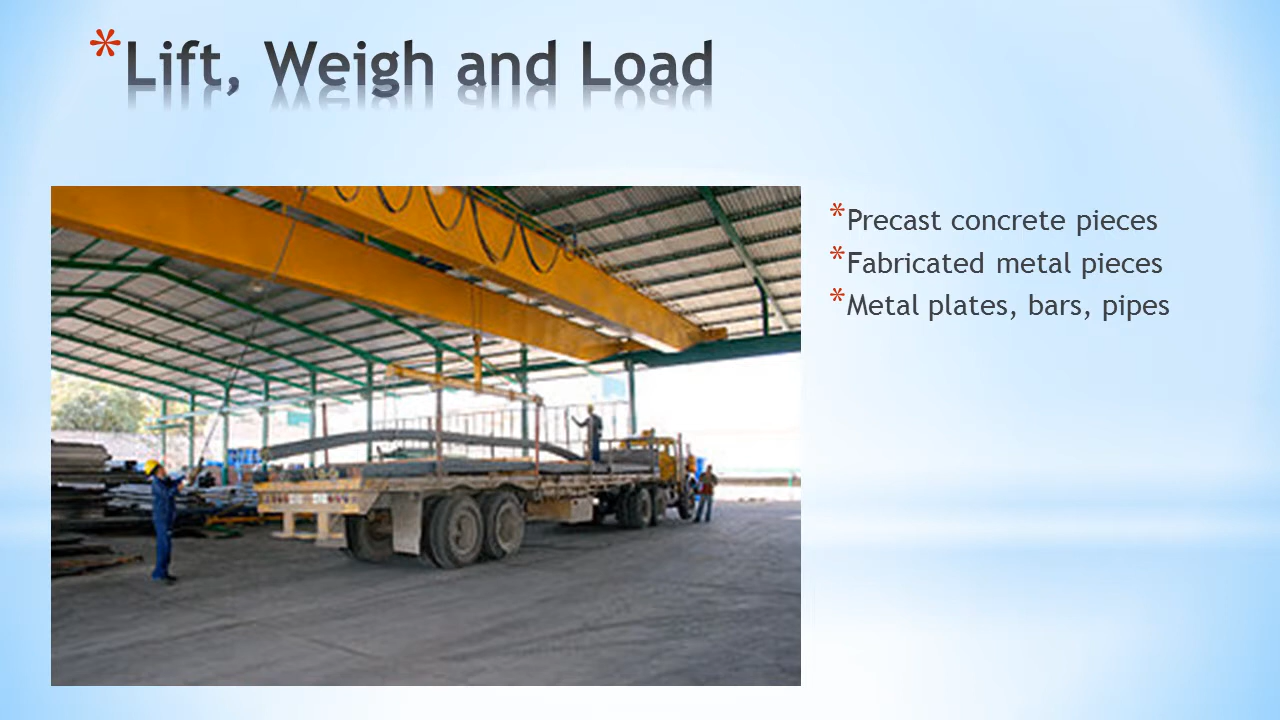 *Lift, Weigh and Load
*Precast concrete pieces
*Fabricated metal pieces
*Metal plates, bars, pipes